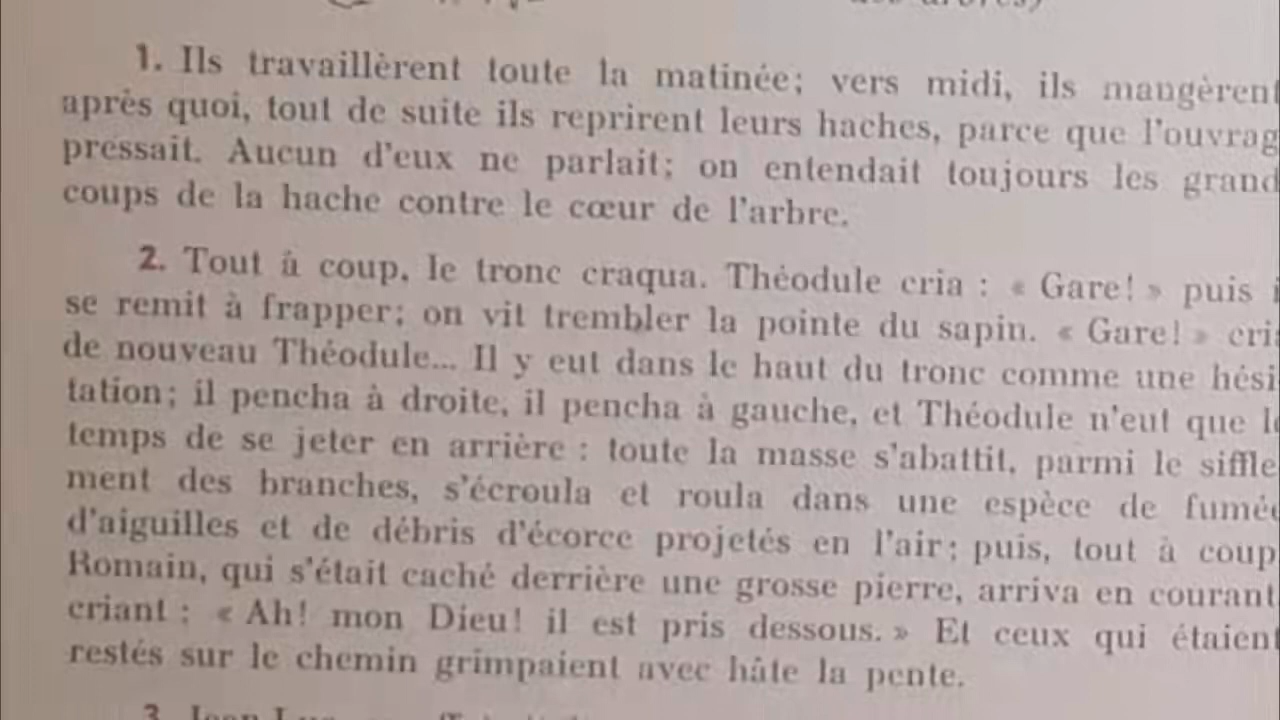 des arbres)
1. Ils travaillèrent toute la matinée; vers midi, ils mangèrent
après quoi, tout de suite ils reprirent leurs haches, parce que l'ouvrag
pressait. Aucun d'eux ne parlait; on entendait toujours les grand
coups de la hache contre le cœur de l'arbre.
2. Tout à coup, le tronc craqua. Théodule cria : « Gare! » puis i
se remit à frapper; on vit trembler la pointe du sapin. « Gare! » cria
de nouveau Théodule... Il y eut dans le haut du tronc comme une hési-
tation; il pencha à droite, il pencha à gauche, et Théodule n'eut que le
temps de se jeter en arrière : toute la masse s'abattit, parmi le siffle-
ment des branches, s'écroula et roula dans une espèce de fumée
d'aiguilles et de débris d'écorce projetés en l'air; puis, tout à coup
Romain, qui s'était caché derrière une grosse pierre, arriva en courant
criant : « Ah! mon Dieu! il est pris dessous. » Et ceux qui étaient
restés sur le chemin grimpaient avec hâte la pente.
3. Jean-Luc